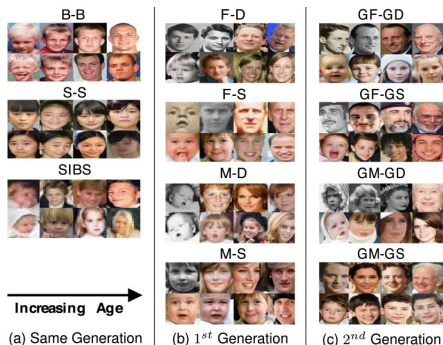 B-B
S-S
SIBS
Increasing Age
(a) Same Generation
F-D
F-S
M-D
M-S
(b) 1st Generation
GF-GD
GF-GS
GM-GD
GM-GS
(c) 2nd Generation